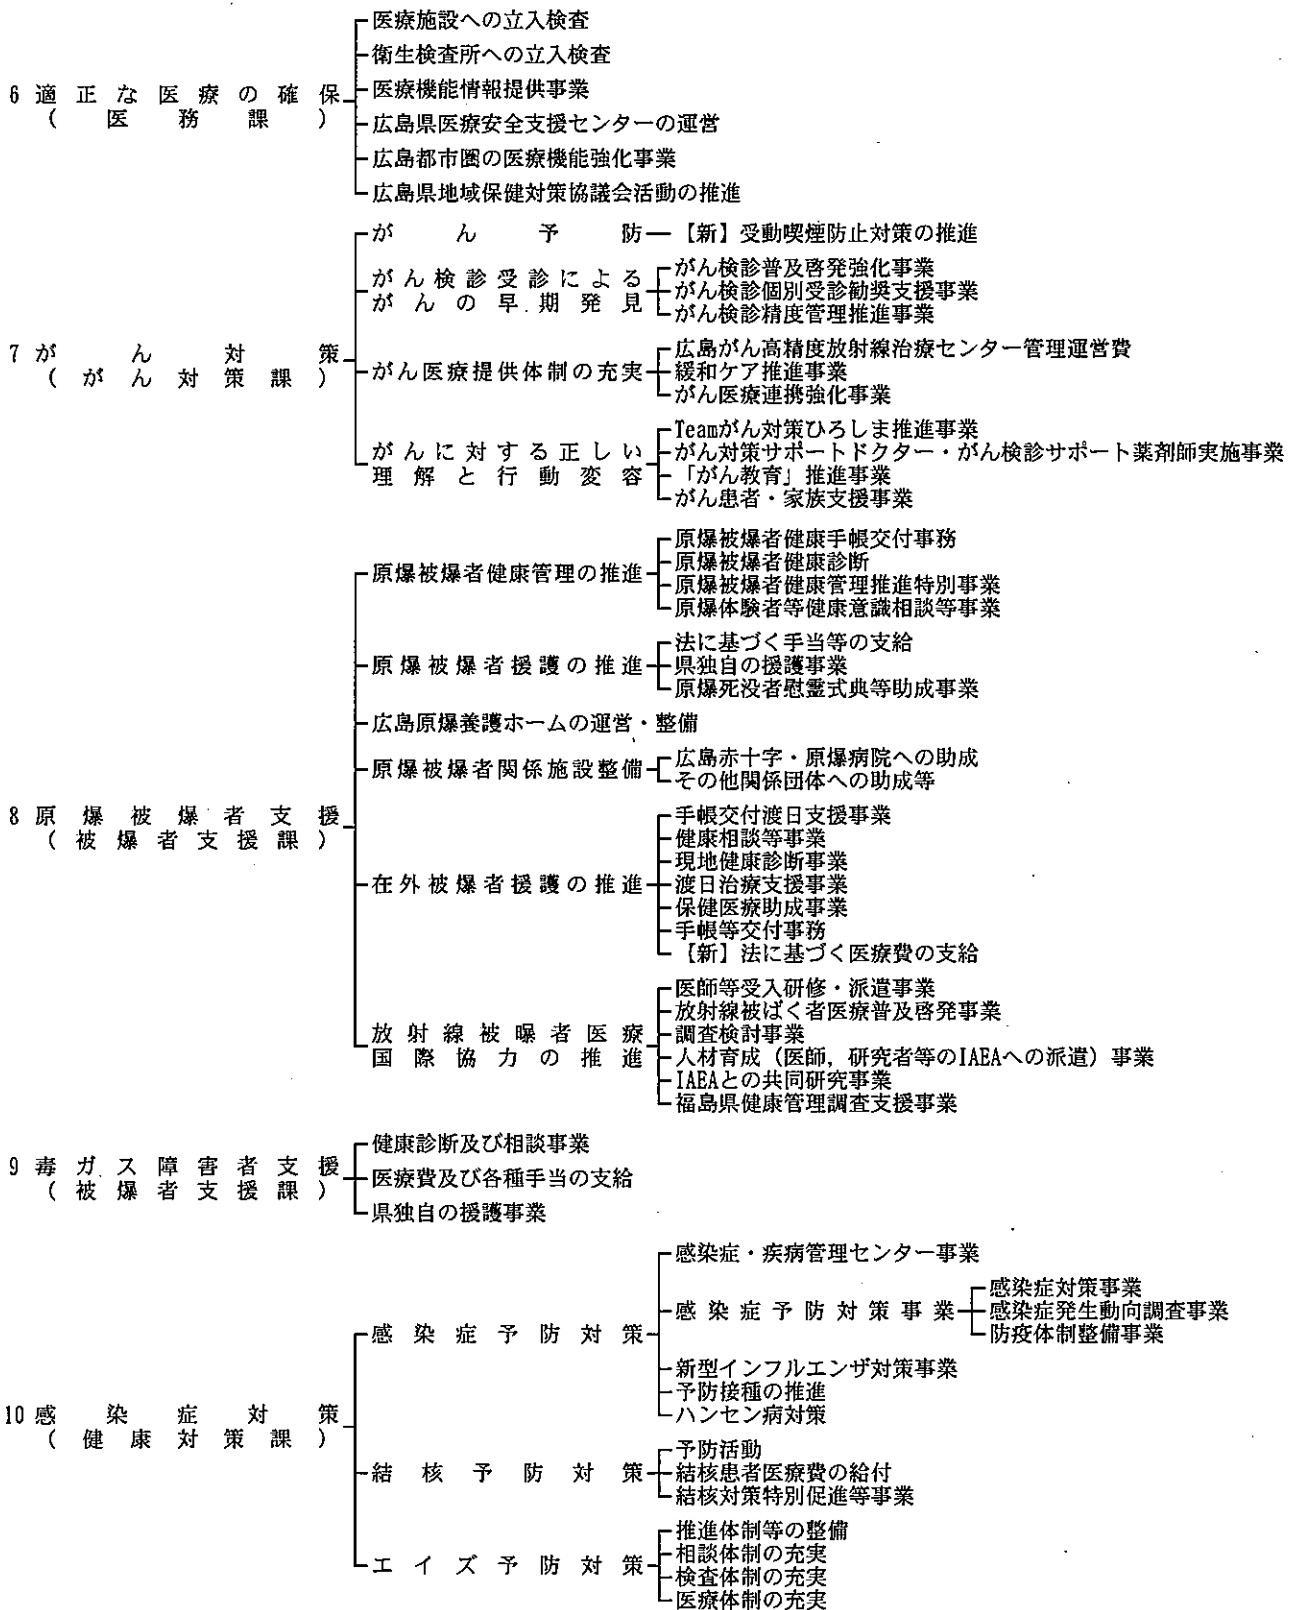 6 適正な医療の確保
(医務課)
医療施設への立入検査
衛生検査所への立入検査
医療機能情報提供事業
広島県医療安全支援センターの運営
広島都市圏の医療機能強化事業
広島県地域保健対策協議会活動の推進
7 がん対策
(がん対策課)
がん予防
【新】受動喫煙防止対策の推進
がん検診受診による
がんの早期発見
がん検診普及啓発強化事業
がん検診個別受診勧奨支援事業
がん検診精度管理推進事業
がん医療提供体制の充実
広島がん高精度放射線治療センター管理運営費
緩和ケア推進事業
がん医療連携強化事業
がんに対する正しい
理解と行動変容
Teamがん対策ひろしま推進事業
がん対策サポートドクター・がん検診サポート薬剤師実施事業
「がん教育」推進事業
がん患者・家族支援事業
8 原爆被爆者支援
(被爆者支援課)
原爆被爆者健康管理の推進
原爆被爆者健康手帳交付事務
原爆被爆者健康診断
原爆被爆者健康管理推進特別事業
原爆体験者等健康意識相談等事業
原爆被爆者援護の推進
法に基づく手当等の支給
県独自の援護事業
原爆死没者慰霊式典等助成事業
広島原爆養護ホームの運営・整備
原爆被爆者関係施設整備
広島赤十字・原爆病院への助成
その他関係団体への助成等
在外被爆者援護の推進
手帳交付渡日支援事業
健康相談等事業
現地健康診断事業
渡日治療支援事業
保健医療助成事業
手帳等交付事務
【新】法に基づく医療費の支給
放射線被曝者医療
国際協力の推進
医師等受入研修・派遣事業
放射線被ばく者医療普及啓発事業
調査検討事業
人材育成(医師,研究者等のIAEAへの派遣)事業
IAEAとの共同研究事業
福島県健康管理調査支援事業
9 毒ガス障害者支援
(被爆者支援課)
健康診断及び相談事業
医療費及び各種手当の支給
県独自の援護事業
10 感染症対策
(健康対策課)
感染症予防対策
感染症・疾病管理センター事業
感染症予防対策事業
感染症対策事業
感染症発生動向調査事業
防疫体制整備事業
新型インフルエンザ対策事業
予防接種の推進
ハンセン病対策
結核予防対策
予防活動
結核患者医療費の給付
結核対策特別促進等事業
エイズ予防対策
推進体制等の整備
相談体制の充実
検査体制の充実
医療体制の充実